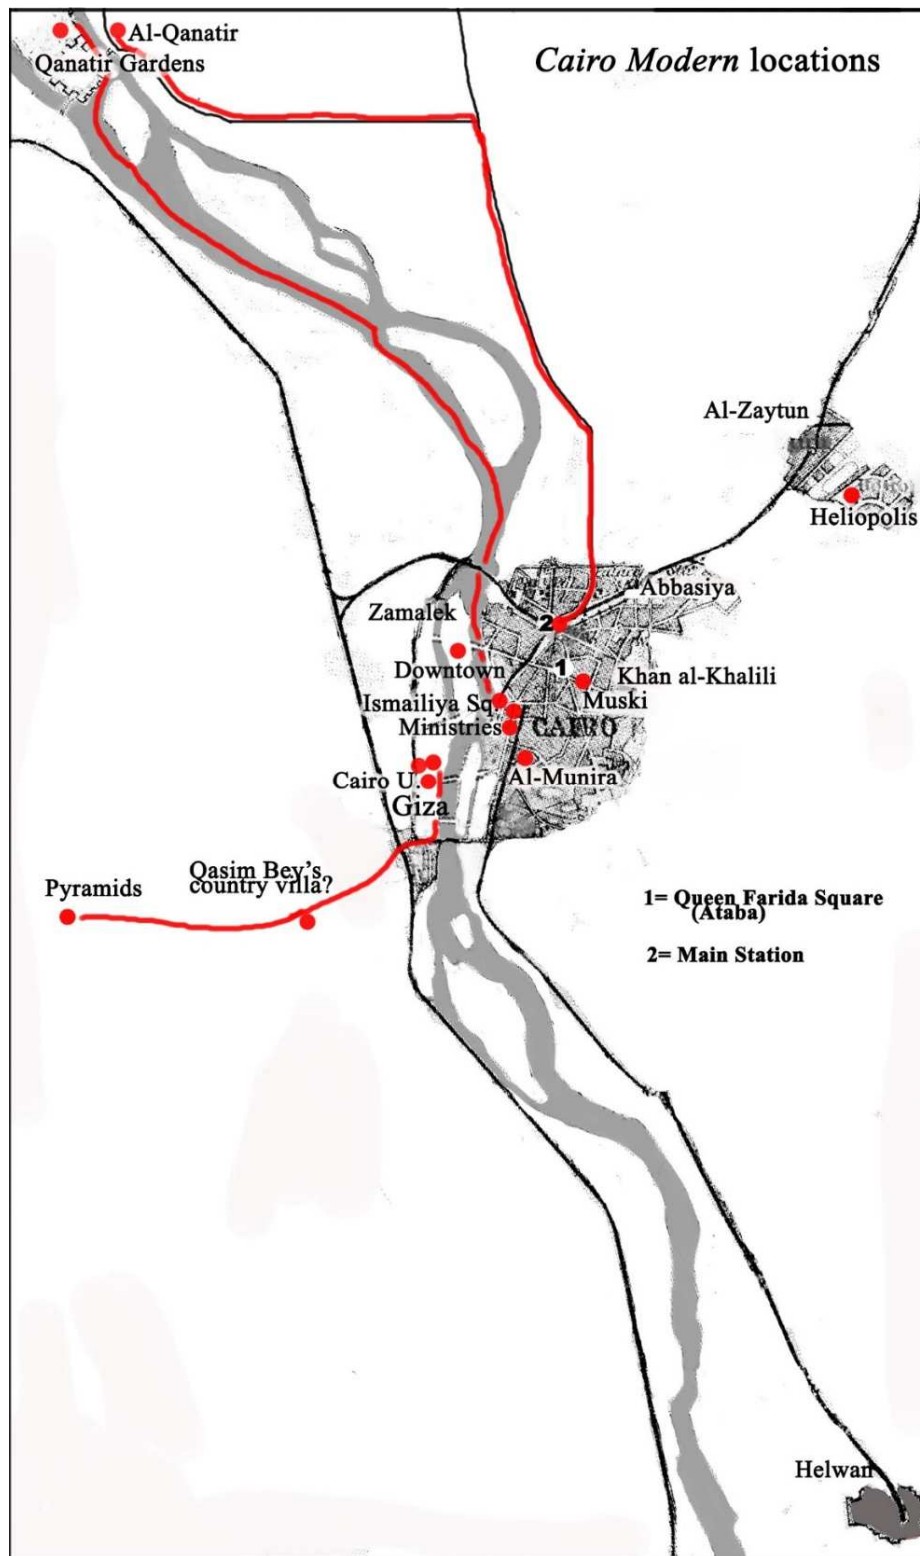 Al-Qanatir
Qanatir Gardens
Cairo Modern locations
Al-Zaytun
Heliopolis
Abbasiya
Zamalek
2
Downtown
1
Khan al-Khalili
Muski
Ismailiya Sq.
Ministries
CAIRO
Cairo U.
Al-Munira
Giza
Qasim Bey's
country villa?
Pyramids
1= Queen Farida Square
(Ataba)
2= Main Station
Helwan